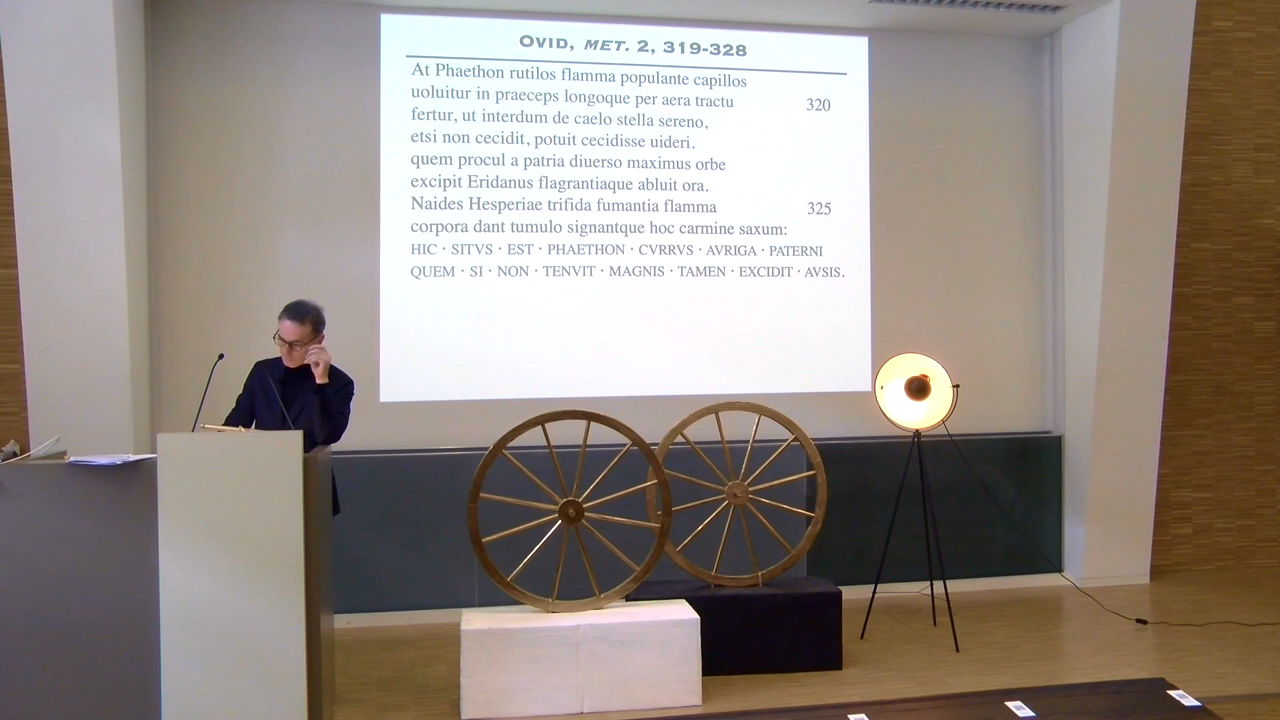 OVID, MET. 2, 319-328
At Phaethon rutilos flamma populante capillos
uoluitur in praeceps longoque per aera tractu 320
fertur, ut interdum de caelo stella sereno,
etsi non cecidit, potuit cecidisse uideri.
quem procul a patria diuerso maximus orbe
excipit Eridanus flagrantiaque abluit ora.
Naides Hesperiae trifida fumantia flamma 325
corpora dant tumulo signantque hoc carmine saxum:
HIC · SITVS · EST · PHAETHON · CVRRVS · AVRIGA · PATERNI
QUEM · SI · NON · TENVIT · MAGNIS · TAMEN · EXCIDIT · AVSIS.